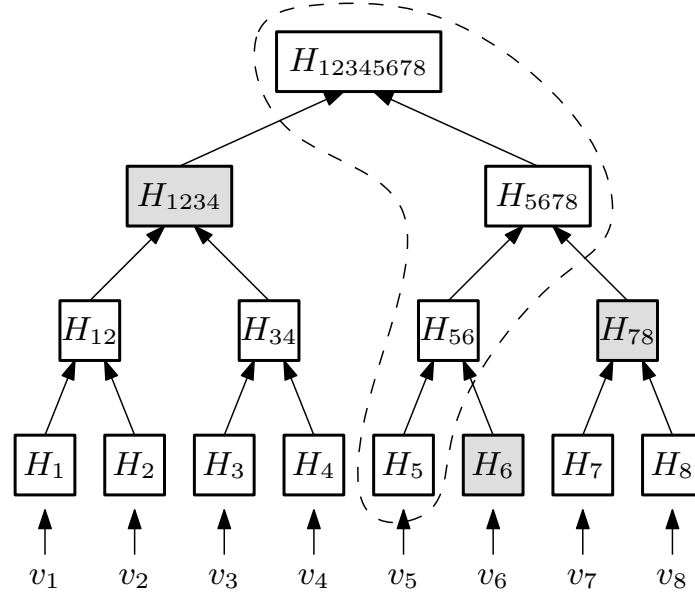 H₁₂₃₄₅₆₇₈
H₁₂₃₄ H₅₆₇₈
H₁₂ H₃₄ H₅₆ H₇₈
H₁ H₂ H₃ H₄ H₅ H₆ H₇ H₈
v₁ v₂ v₃ v₄ v₅ v₆ v₇ v₈